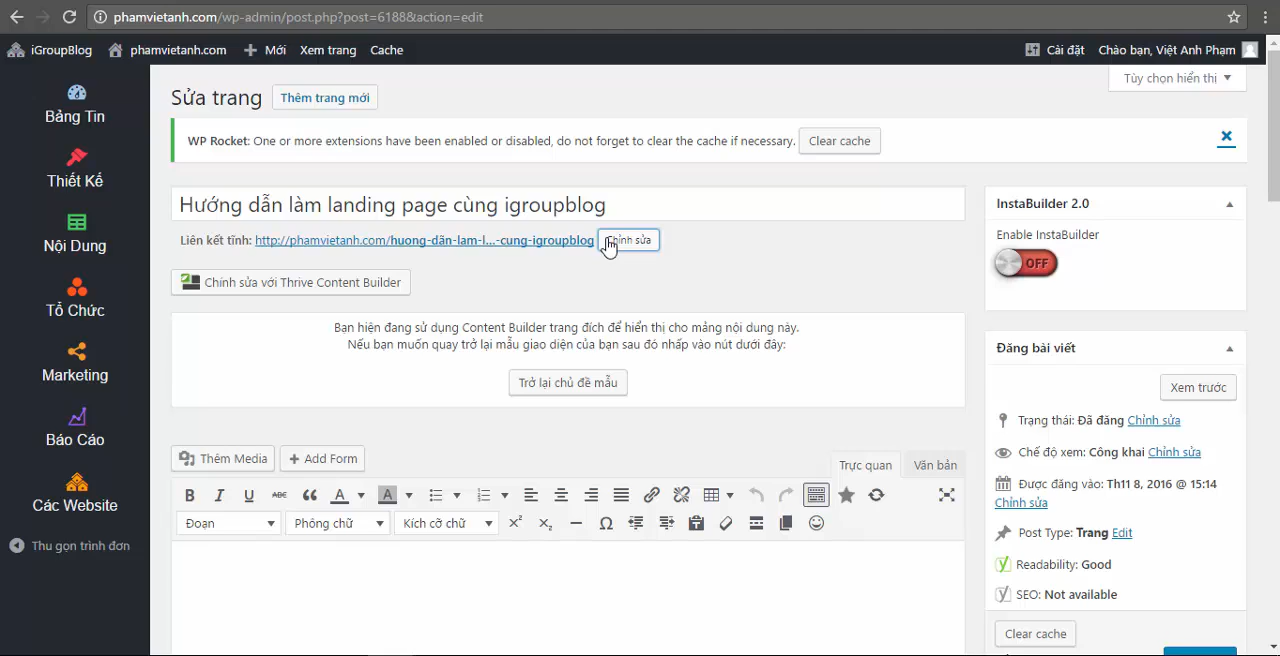 phamvietanh.com/wp-admin/post.php?post=6188&action=edit
iGroupBlog phamvietanh.com Mới Xem trang Cache Cài đặt Chào bạn, Việt Anh Phạm
Tùy chọn hiển thị
Bảng Tin
Thiết Kế
Nội Dung
Tổ Chức
Marketing
Báo Cáo
Các Website
Thu gọn trình đơn
Sửa trang Thêm trang mới
WP Rocket: One or more extensions have been enabled or disabled, do not forget to clear the cache if necessary. Clear cache
Hướng dẫn làm landing page cùng igroupblog
Liên kết tĩnh: http://phamvietanh.com/huong-dan-lam-l...-cung-igroupblog Chỉnh sửa
Chỉnh sửa với Thrive Content Builder
Bạn hiện đang sử dụng Content Builder trang đích để hiển thị cho mảng nội dung này.
Nếu bạn muốn quay trở lại mẫu giao diện của bạn sau đó nhấp vào nút dưới đây:
Trở lại chủ đề mẫu
Thêm Media Add Form
Trực quan Văn bản
B I U ABC A A
Đoạn Phông chữ Kích cỡ chữ X² X₂ Ω
InstaBuilder 2.0
Enable InstaBuilder
OFF
Đăng bài viết
Xem trước
Trạng thái: Đã đăng Chỉnh sửa
Chế độ xem: Công khai Chỉnh sửa
Được đăng vào: Th11 8, 2016 @ 15:14
Chỉnh sửa
Post Type: Trang Edit
Readability: Good
SEO: Not available
Clear cache